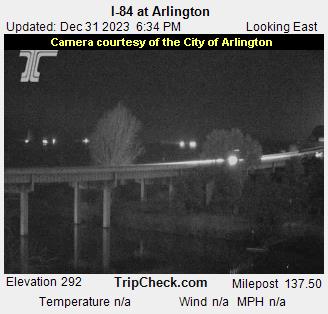 I-84 at Arlington
Updated: Dec 31 2023 6:34 PM Looking East
Camera courtesy of the City of Arlington
Elevation 292 TripCheck.com Milepost 137.50
Temperature n/a Wind n/a MPH n/a